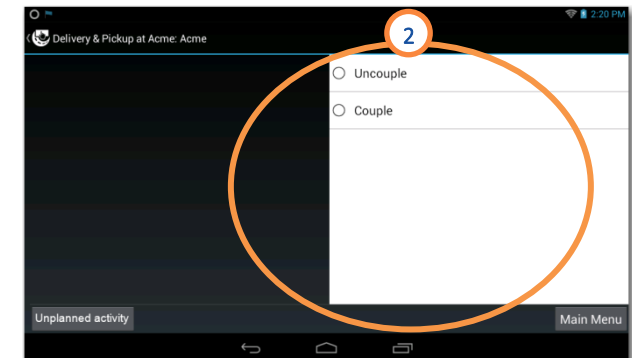 2:20 PM
Delivery & Pickup at Acme: Acme
2
Uncouple
Couple
Unplanned activity
Main Menu